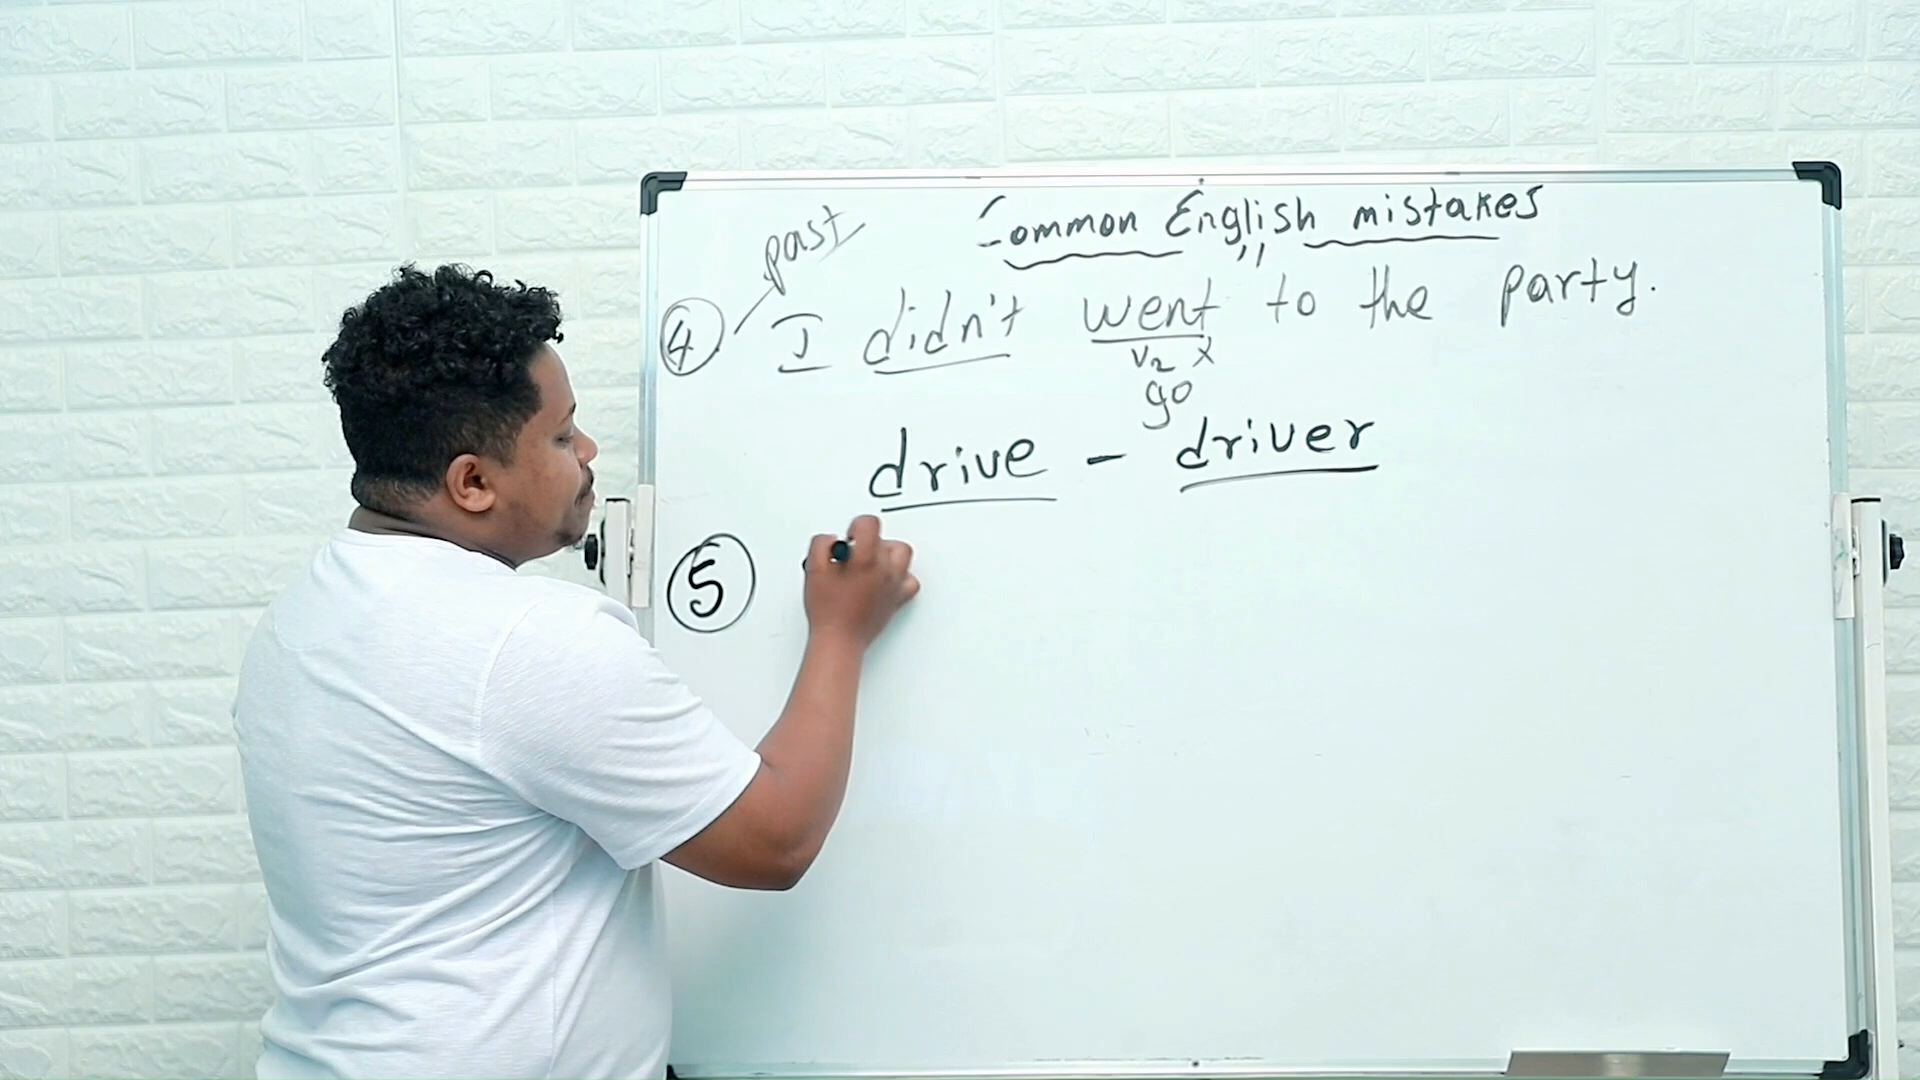 Common English mistakes
past
4 I didn't went to the party.
V2 x
go
drive - driver
5